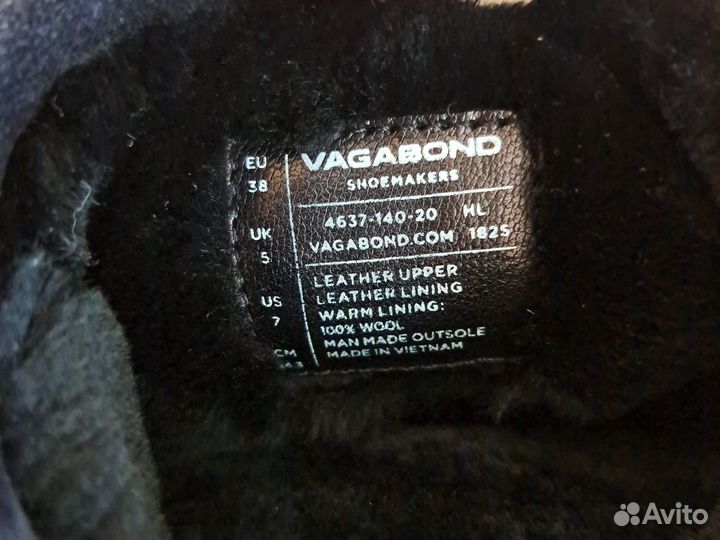 EU
38
UK
5
US
7
CM
VAGABOND
SHOEMAKERS
4637-140-20 HL
VAGABOND.COM 1825
LEATHER UPPER
LEATHER LINING
WARM LINING:
100% WOOL
MAN MADE OUTSOLE
MADE IN VIETNAM
Avito